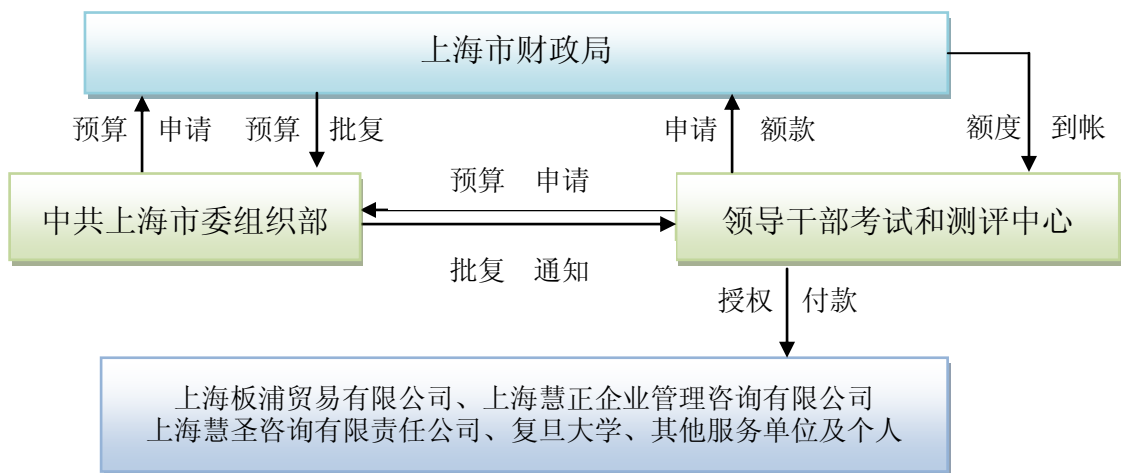 上海市财政局
预算 申请 预算 批复 申请 额款 额度 到帐
预算 申请
中共上海市委组织部 领导干部考试和测评中心
批复 通知
授权 付款
上海板浦贸易有限公司、上海慧正企业管理咨询有限公司
上海慧圣咨询有限责任公司、复旦大学、其他服务单位及个人